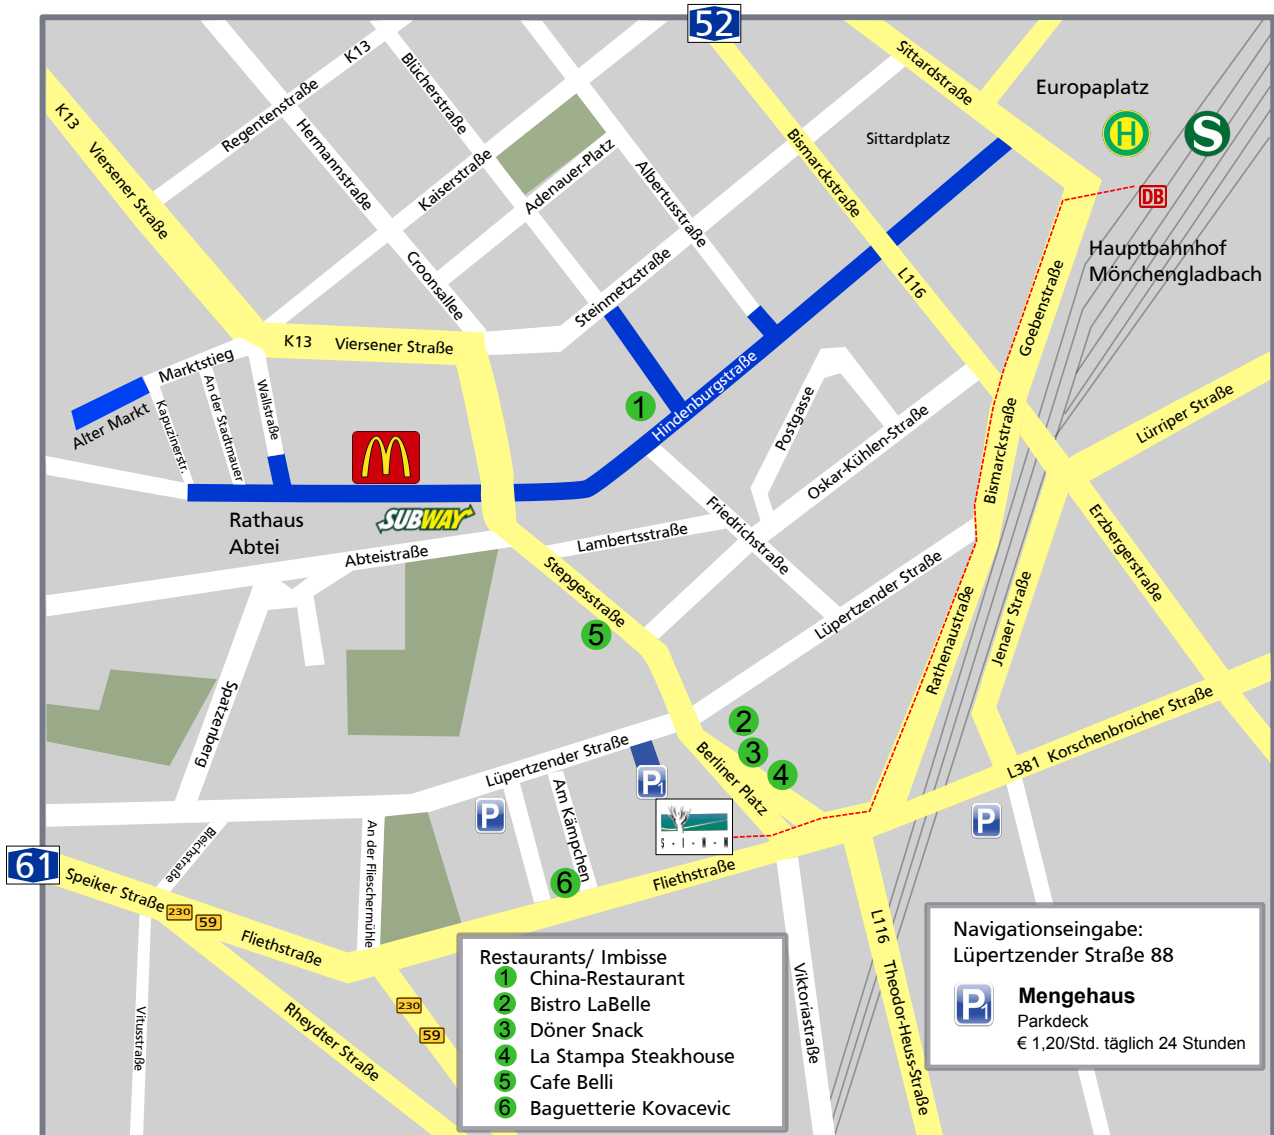 52
K13
Blücherstraße
Sittardstraße
Europaplatz
K13
Viersener Straße
Regentenstraße
Hermannstraße
Kaiserstraße
Adenauer-Platz
Albertusstraße
Bismarckstraße
Sittardplatz
H
S
DB
Hauptbahnhof
Mönchengladbach
Croonsallee
Steinmetzstraße
L116
Goebenstraße
K13
Viersener Straße
Marktstieg
Alter Markt
Kapuzinerstr.
An der Stadtmauer
Wallstraße
1
Hindenburgstraße
Postgasse
Oskar-Kühlen-Straße
Bismarckstraße
Lürriper Straße
SUBWAY
Rathaus
Abtei
Abteistraße
Lambertsstraße
Friedrichstraße
Erzbergerstraße
Stepgesstraße
5
Lüpertzender Straße
Rathenaustraße
Jenaer Straße
Spatzenberg
2
3
4
Berliner Platz
Lüpertzender Straße
P1
P
Am Kämpchen
S - I - N - N
L381 Korschenbroicher Straße
P
Bleichstraße
An der Flieschermühle
61
Speiker Straße
230
59
Fliethstraße
6
Fliethstraße
L116
Theodor-Heuss-Straße
Viktoriastraße
Vitusstraße
Rheydter Straße
230
59
Restaurants/ Imbisse
1 China-Restaurant
2 Bistro LaBelle
3 Döner Snack
4 La Stampa Steakhouse
5 Cafe Belli
6 Baguetterie Kovacevic
Navigationseingabe:
Lüpertzender Straße 88
P1 Mengehaus
Parkdeck
€ 1,20/Std. täglich 24 Stunden